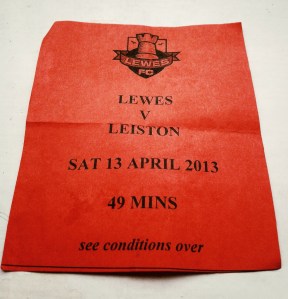 LEWES
FC
LEWES
V
LEISTON
SAT 13 APRIL 2013
49 MINS
see conditions over